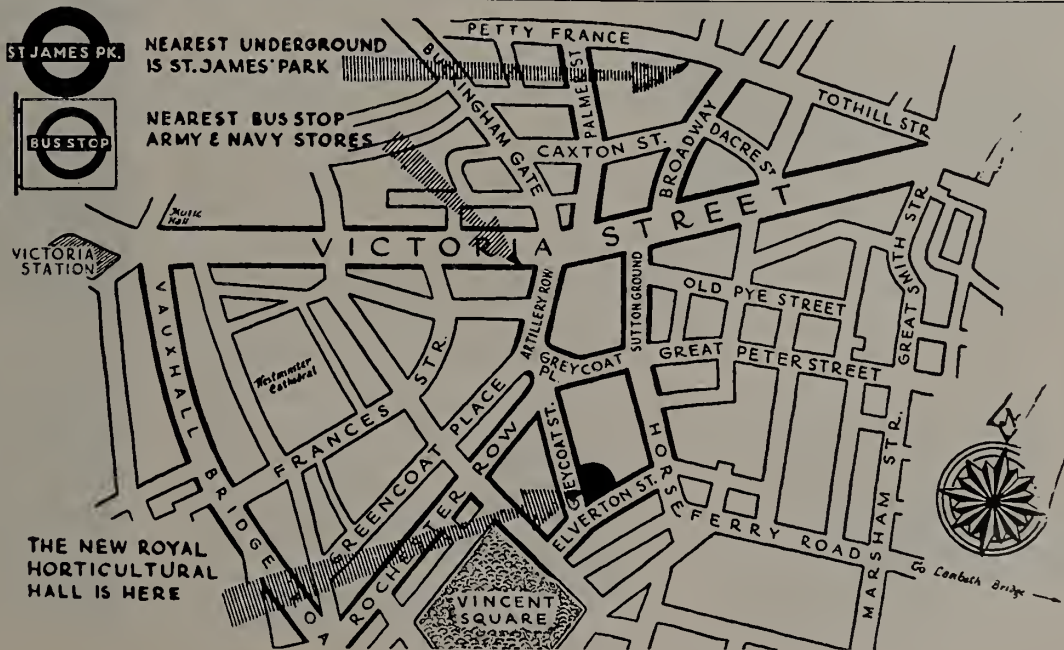 ST JAMES PK.
NEAREST UNDERGROUND
IS ST. JAMES' PARK
BUS STOP
NEAREST BUS STOP
ARMY & NAVY STORES
PETTY FRANCE
BUCKINGHAM GATE
PALMER ST
CAXTON ST.
BROADWAY
DACRE ST
TOTHILL STR
Music
Hall
VICTORIA
STATION
VICTORIA STREET
VAUXHALL BRIDGE ROA
Westminster
Cathedral
FRANCES STR.
ARTILLERY ROW
SUTTON GROUND
OLD PYE STREET
GREAT SMITH STR
GREYCOAT
PL.
GREAT PETER STREET
GREENCOAT PLACE
ROCHESTER ROW
GREYCOAT ST.
ELVERTON ST.
HORSEFERRY ROAD
MARSHAM STR.
N
To Lambeth Bridge
THE NEW ROYAL
HORTICULTURAL
HALL IS HERE
VINCENT
SQUARE